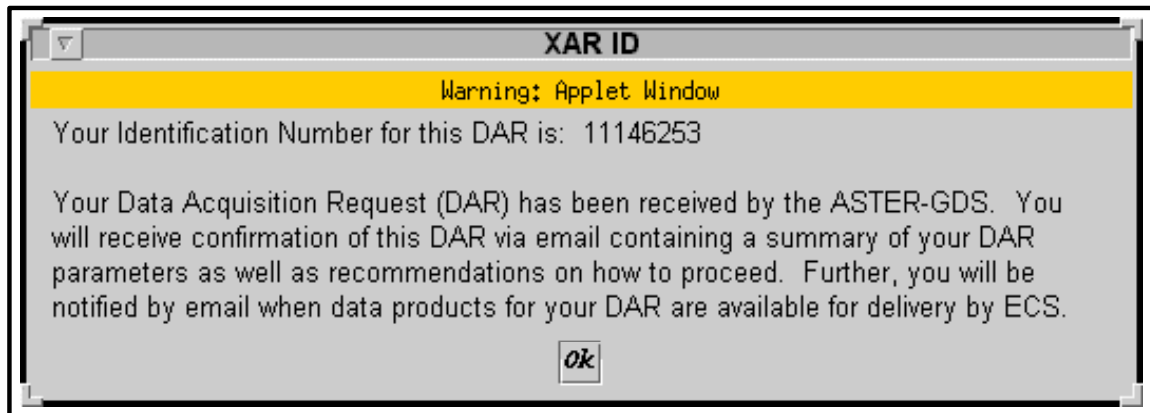 XAR ID
Warning: Applet Window
Your Identification Number for this DAR is:  11146253
Your Data Acquisition Request (DAR) has been received by the ASTER-GDS.  You
will receive confirmation of this DAR via email containing a summary of your DAR
parameters as well as recommendations on how to proceed.  Further, you will be
notified by email when data products for your DAR are available for delivery by ECS.
Ok